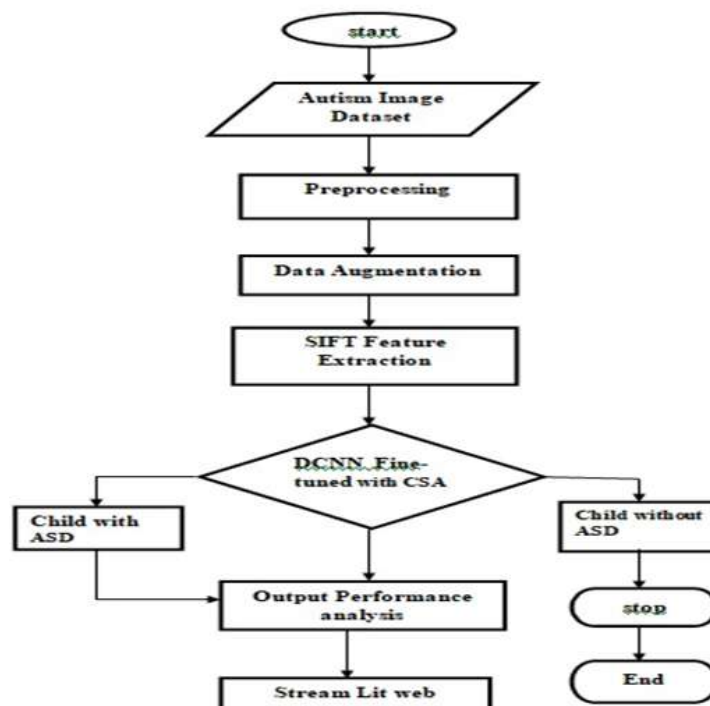 start
Autism Image
Dataset
Preprocessing
Data Augmentation
SIFT Feature
Extraction
DCNN Fine-
tuned with CSA
Child with
ASD
Child without
ASD
Output Performance
analysis
stop
Stream Lit web
End